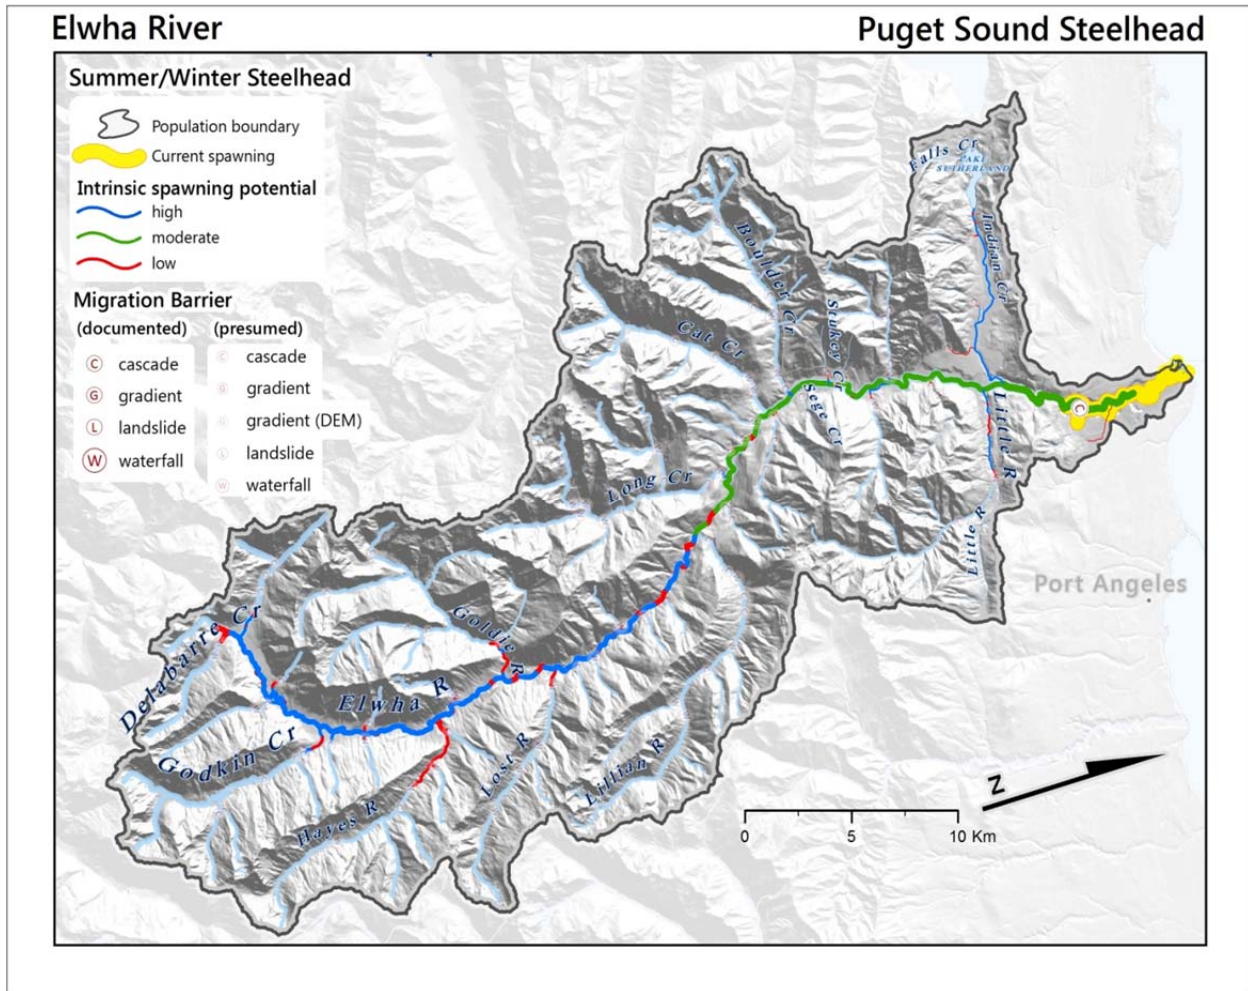 Elwha River
Puget Sound Steelhead
Summer/Winter Steelhead
Population boundary
Current spawning
Intrinsic spawning potential
high
moderate
low
Migration Barrier
(documented)
(presumed)
C cascade
G gradient
L landslide
W waterfall
cascade
gradient
gradient (DEM)
landslide
waterfall
Falls Cr
LAKE
SUTHERLAND
Indian Cr
Boulder Cr
Stukey Cr
Cat Cr
Sege Cr
Little R
C
Long Cr
Little R
Port Angeles
Goldie R
Delabarre Cr
Elwha R
Godkin Cr
Lost R
Lillian R
Hayes R
N
0 5 10 Km